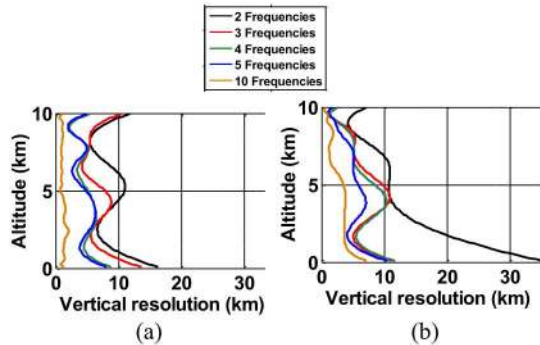 2 Frequencies
3 Frequencies
4 Frequencies
5 Frequencies
10 Frequencies
10
5
0
0
10
20
30
Altitude (km)
Vertical resolution (km)
(a)
10
5
0
0
10
20
30
Altitude (km)
Vertical resolution (km)
(b)